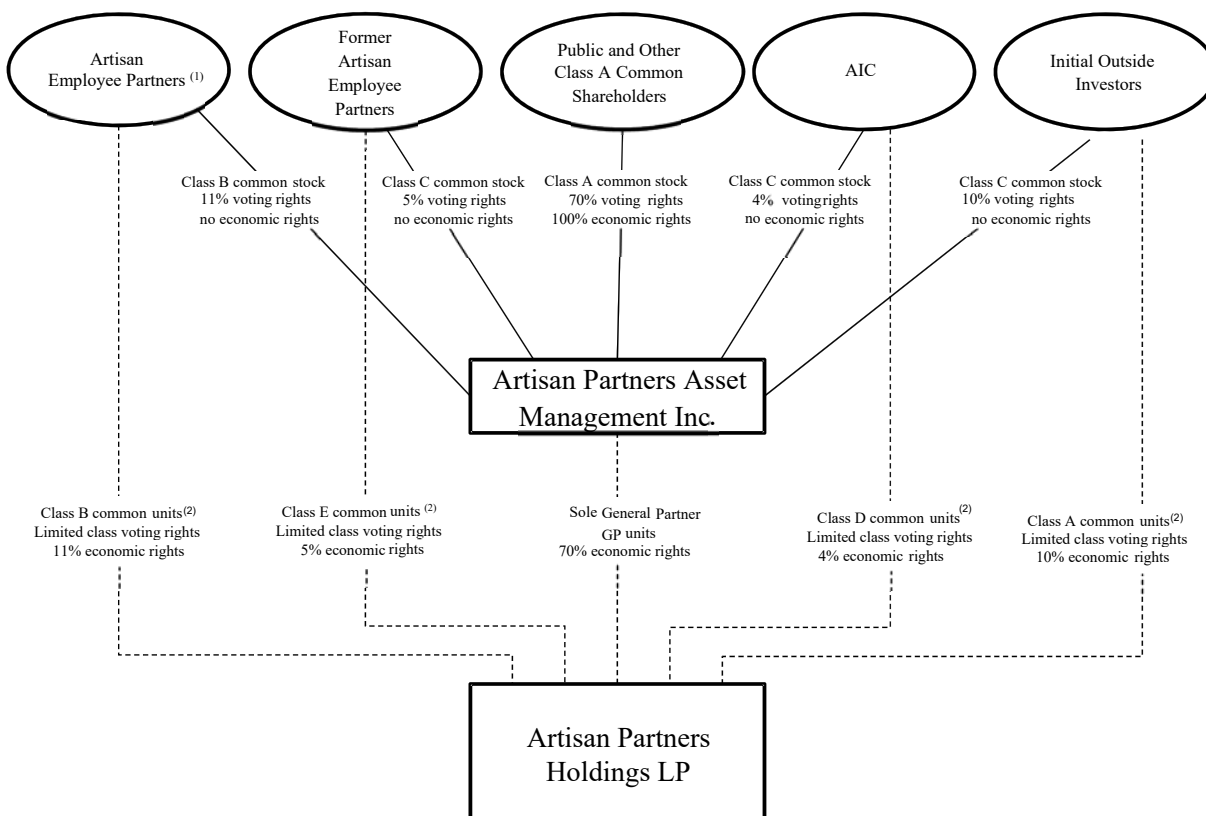 Artisan
Employee Partners (1)
Former
Artisan
Employee
Partners
Public and Other
Class A Common
Shareholders
AIC
Initial Outside
Investors
Class B common stock
11% voting rights
no economic rights
Class C common stock
5% voting rights
no economic rights
Class A common stock
70% voting rights
100% economic rights
Class C common stock
4% voting rights
no economic rights
Class C common stock
10% voting rights
no economic rights
Artisan Partners Asset
Management Inc.
Class B common units(2)
Limited class voting rights
11% economic rights
Class E common units (2)
Limited class voting rights
5% economic rights
Sole General Partner
GP units
70% economic rights
Class D common units(2)
Limited class voting rights
4% economic rights
Class A common units(2)
Limited class voting rights
10% economic rights
Artisan Partners
Holdings LP